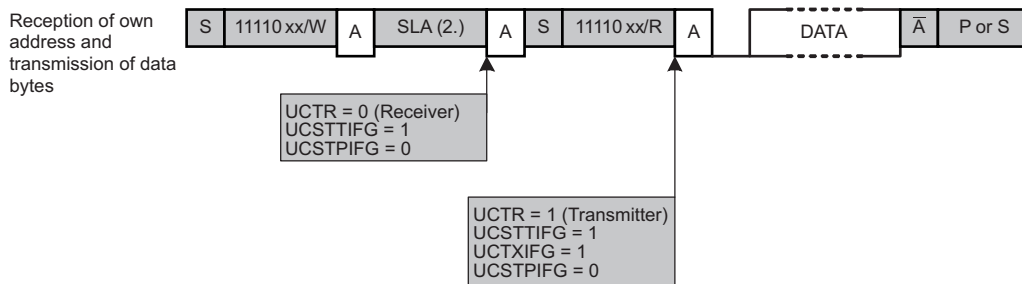 Reception of own
address and
transmission of data
bytes
S 11110 xx/W A SLA (2.) A S 11110 xx/R A DATA A̅ P or S
UCTR = 0 (Receiver)
UCSTTIFG = 1
UCSTPIFG = 0
UCTR = 1 (Transmitter)
UCSTTIFG = 1
UCTXIFG = 1
UCSTPIFG = 0